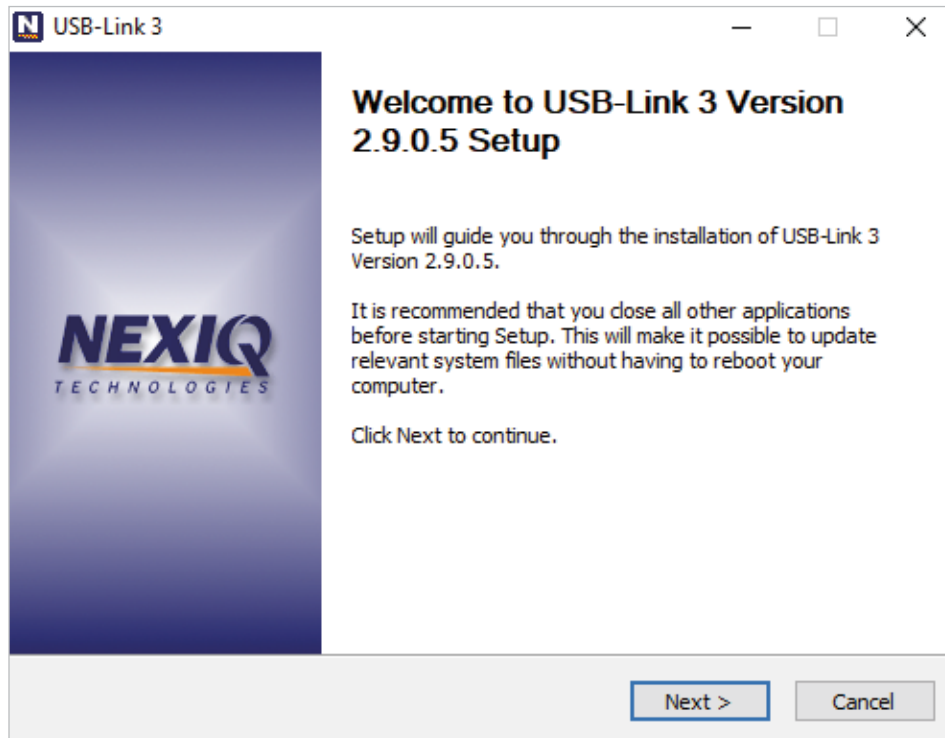 USB-Link 3
Welcome to USB-Link 3 Version
2.9.0.5 Setup
Setup will guide you through the installation of USB-Link 3
Version 2.9.0.5.
It is recommended that you close all other applications
before starting Setup. This will make it possible to update
relevant system files without having to reboot your
computer.
Click Next to continue.
NEXIQ
TECHNOLOGIES
Next >
Cancel